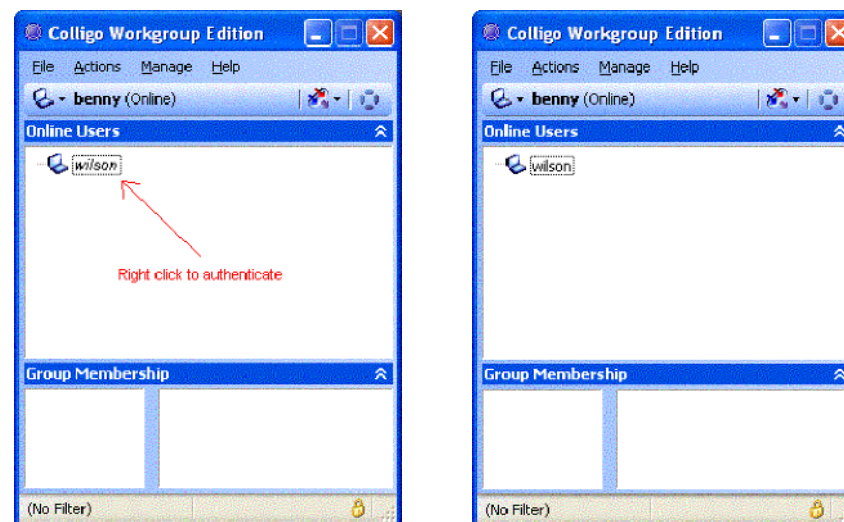 Colligo Workgroup Edition
File Actions Manage Help
benny (Online)
Online Users
wilson
Right click to authenticate
Group Membership
(No Filter)
Colligo Workgroup Edition
File Actions Manage Help
benny (Online)
Online Users
wilson
Group Membership
(No Filter)